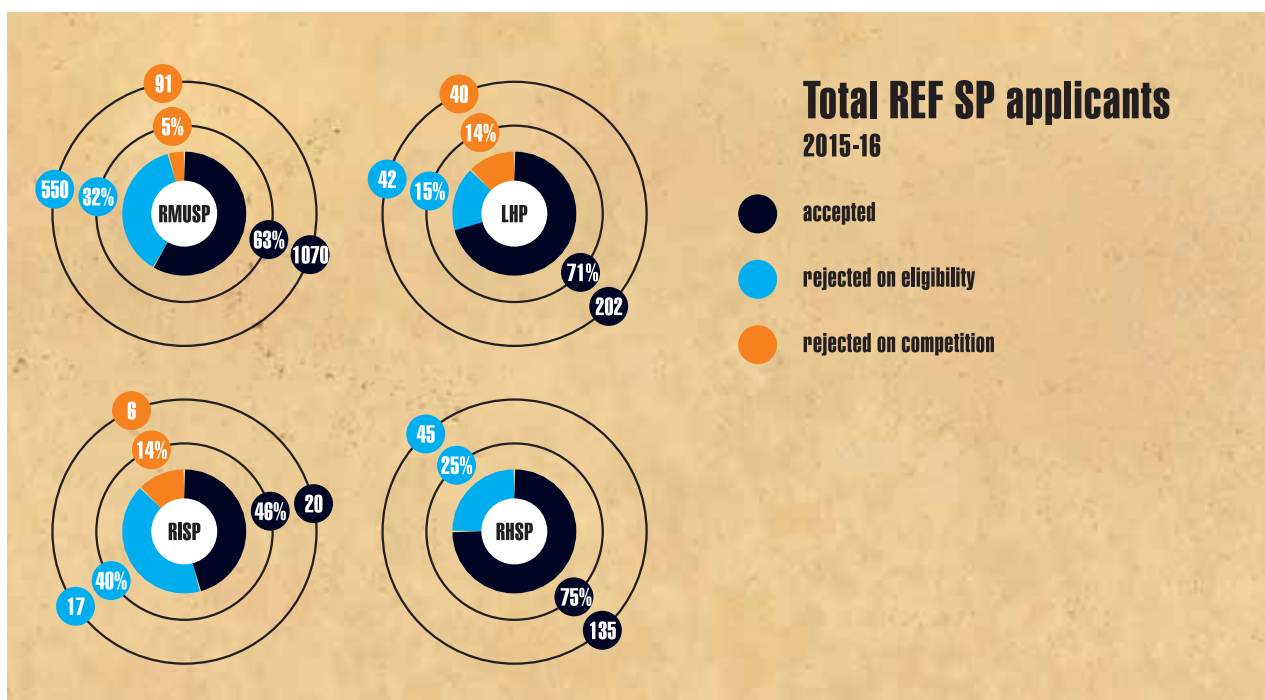 Total REF SP applicants
2015-16
accepted
rejected on eligibility
rejected on competition
91
5%
550
32%
RMUSP
63%
1070
40
14%
42
15%
LHP
71%
202
6
14%
RISP
46%
20
40%
17
45
25%
RHSP
75%
135